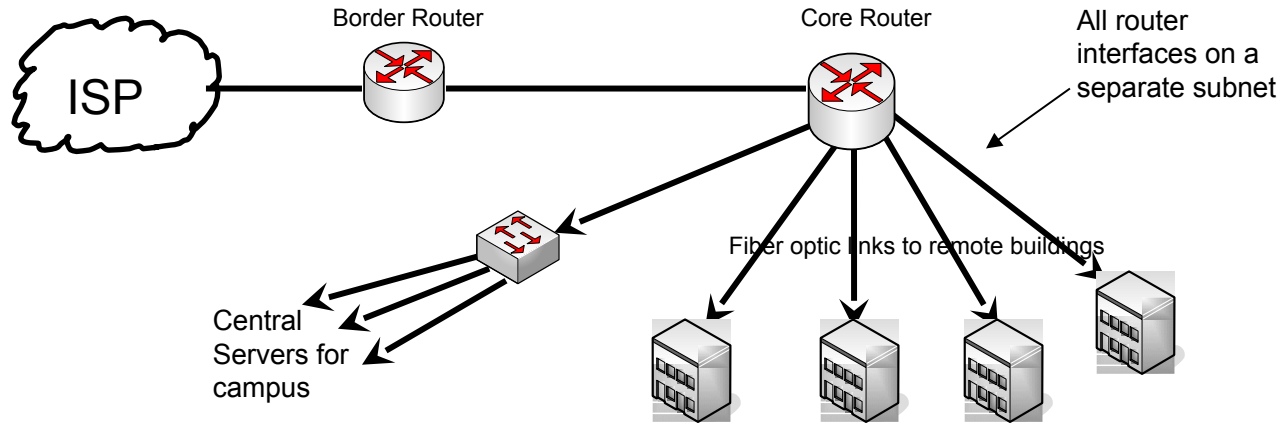 Border Router
Core Router
All router
interfaces on a
separate subnet
ISP
Fiber optic links to remote buildings
Central
Servers for
campus